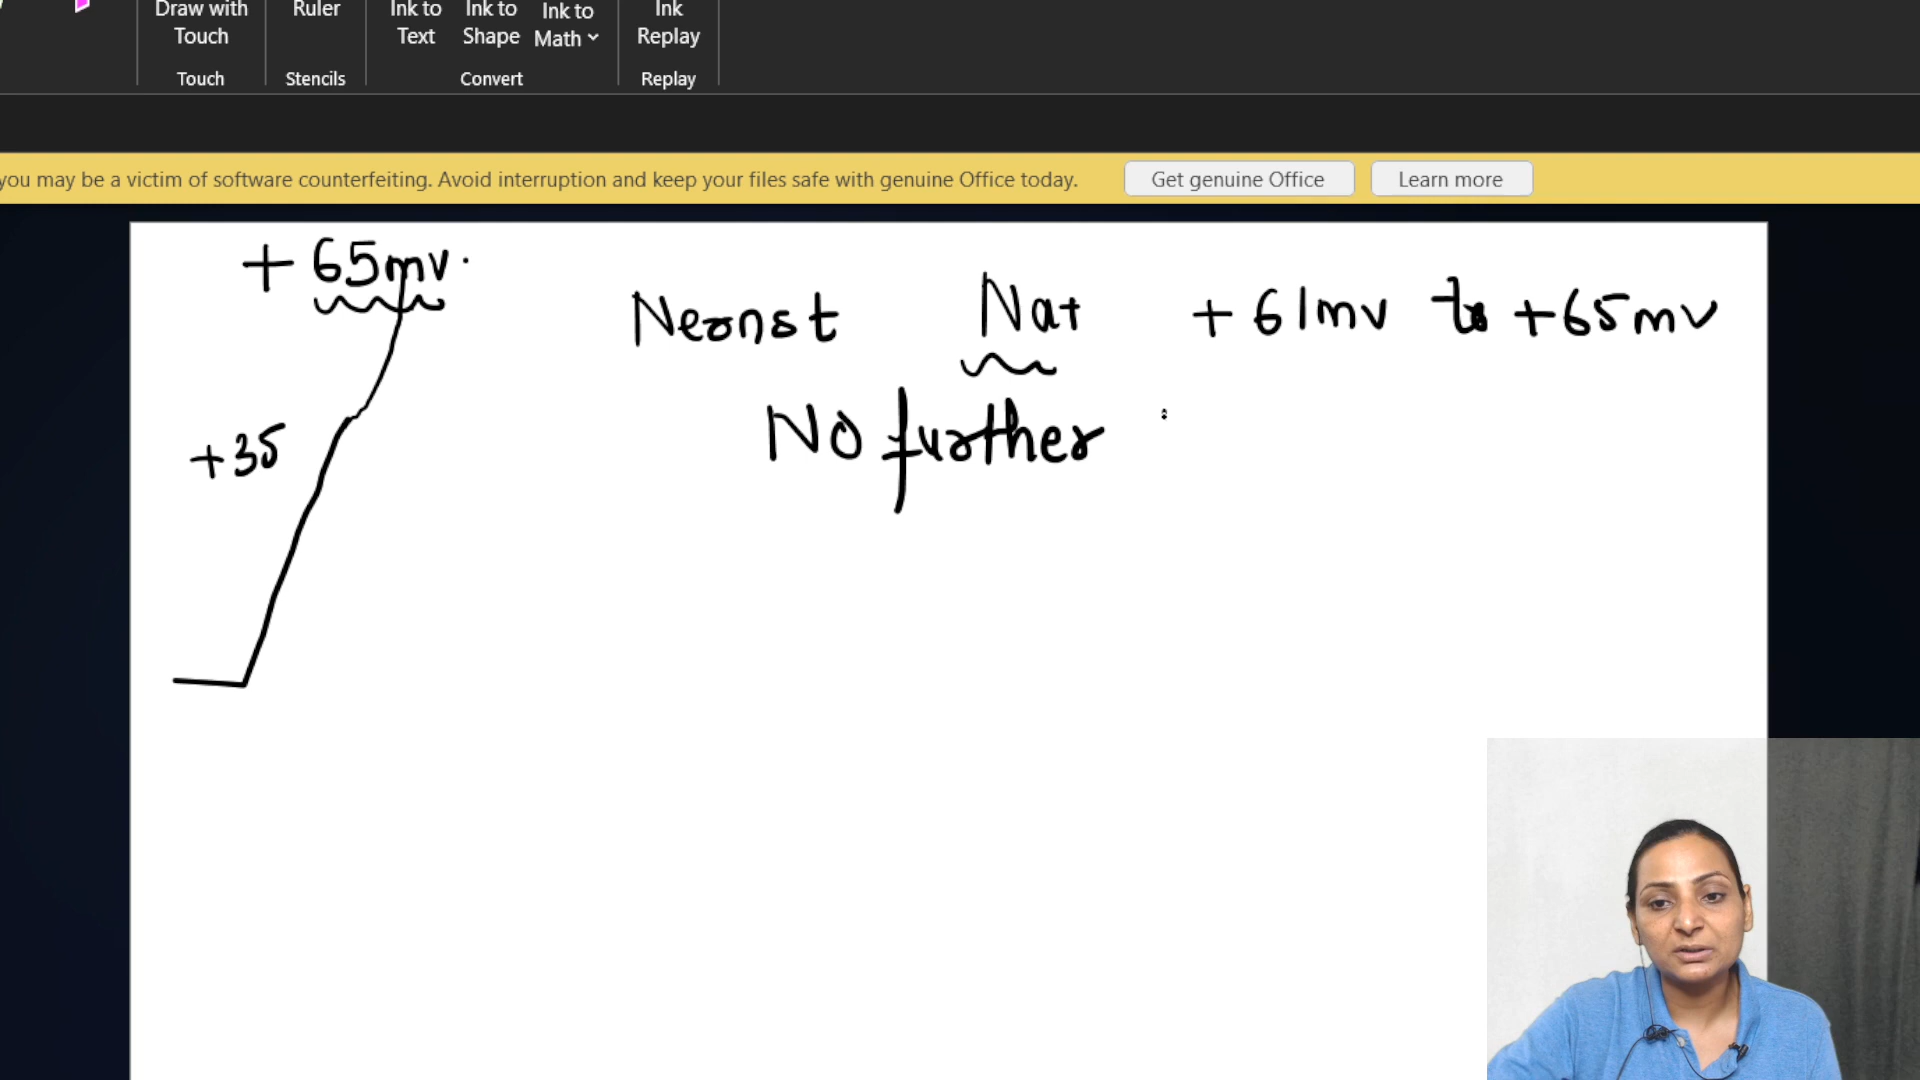 Draw with Touch
Ruler
Ink to Text
Ink to Shape
Ink to Math
Ink Replay
Touch
Stencils
Convert
Replay
you may be a victim of software counterfeiting. Avoid interruption and keep your files safe with genuine Office today.
Get genuine Office
Learn more
+ 65mv.
Nernst Na+ +61mv to +65mv
No further
+35